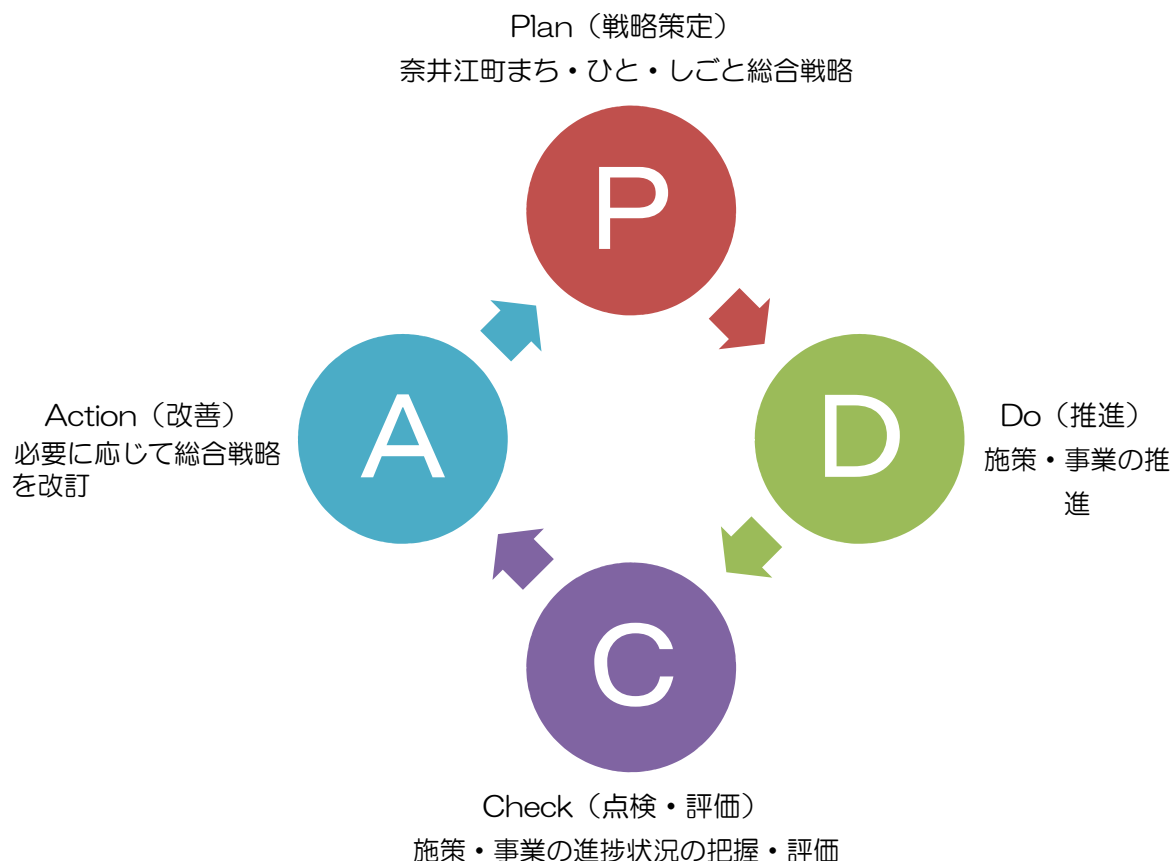 Plan（戦略策定）
奈井江町まち・ひと・しごと総合戦略
P
A
D
Action（改善）
必要に応じて総合戦略
を改訂
Do（推進）
施策・事業の推
進
C
Check（点検・評価）
施策・事業の進捗状況の把握・評価